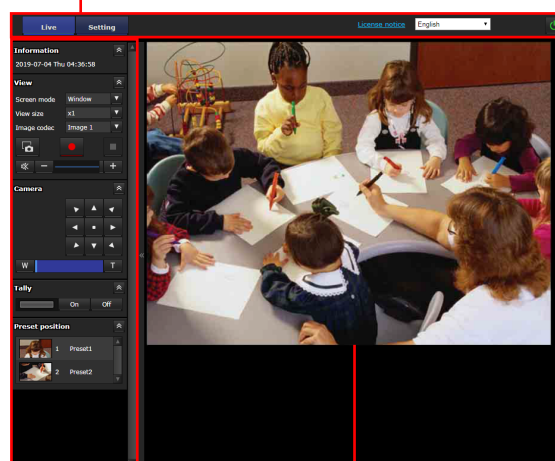 Live Setting License notice English
Information
2019-07-04 Thu 04:36:58
View
Screen mode Window
View size x1
Image codec Image 1
Camera
W T
Tally
On Off
Preset position
1 Preset1
2 Preset2